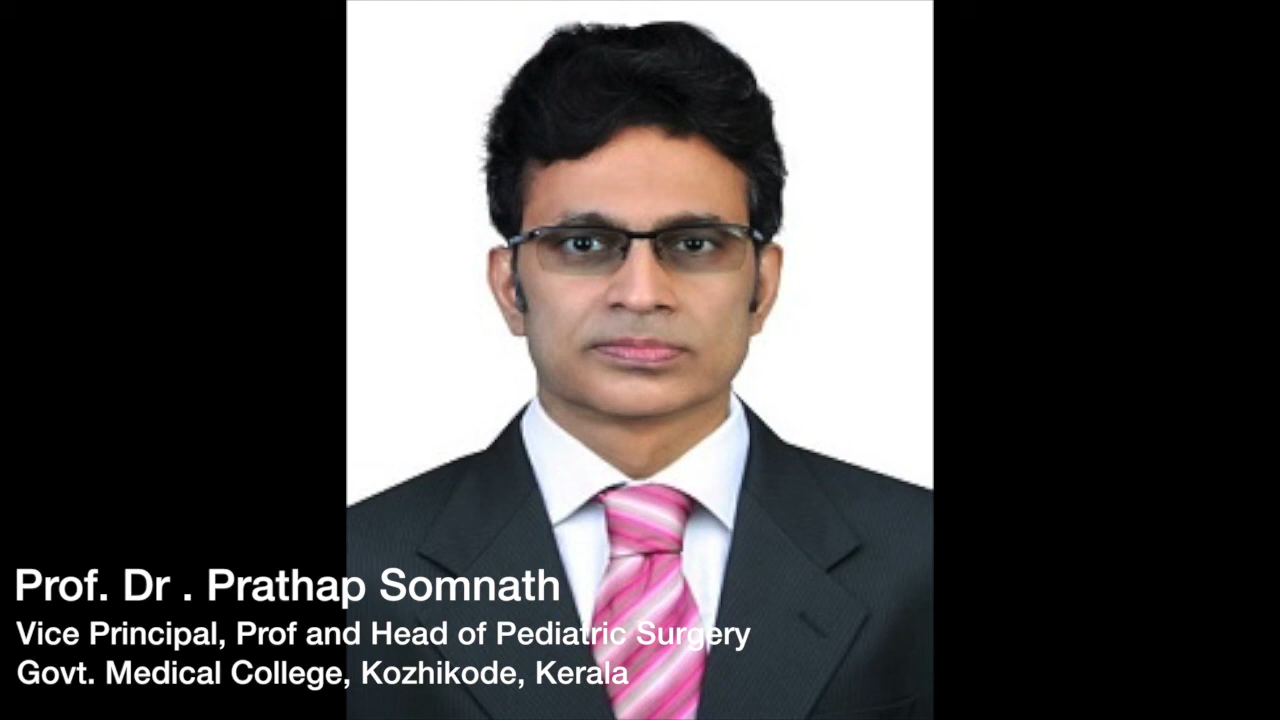 Prof. Dr . Prathap Somnath
Vice Principal, Prof and Head of Pediatric Surgery
Govt. Medical College, Kozhikode, Kerala